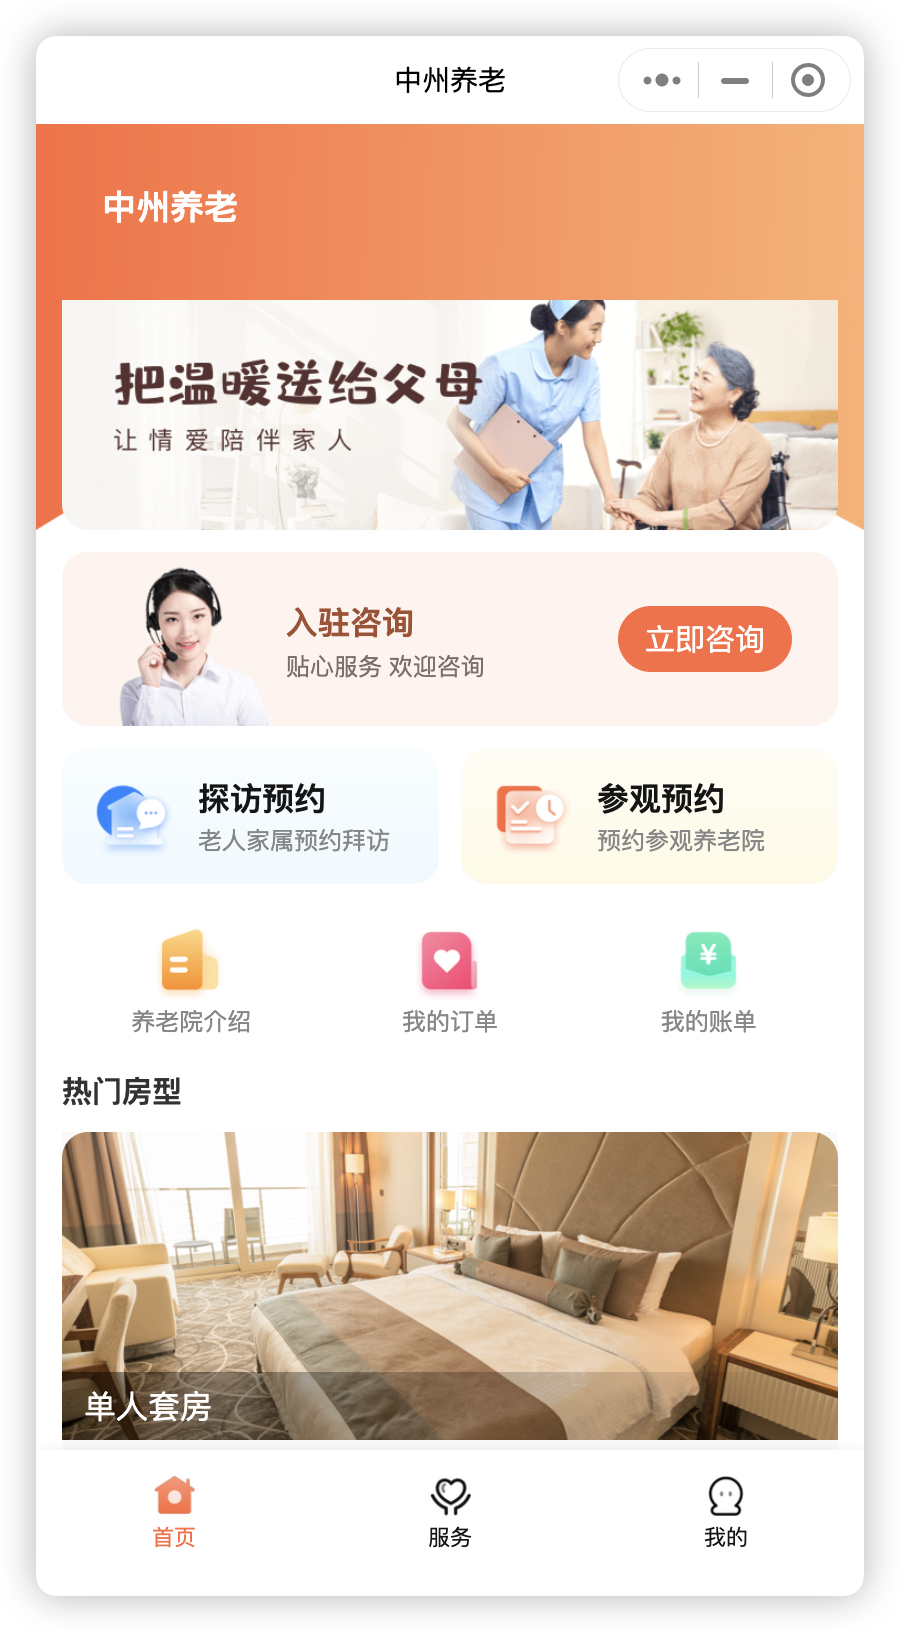 中州养老
中州养老
把温暖送给父母
让情爱陪伴家人
入驻咨询
贴心服务 欢迎咨询
立即咨询
探访预约
老人家属预约拜访
参观预约
预约参观养老院
养老院介绍
我的订单
¥
我的账单
热门房型
单人套房
首页
服务
我的